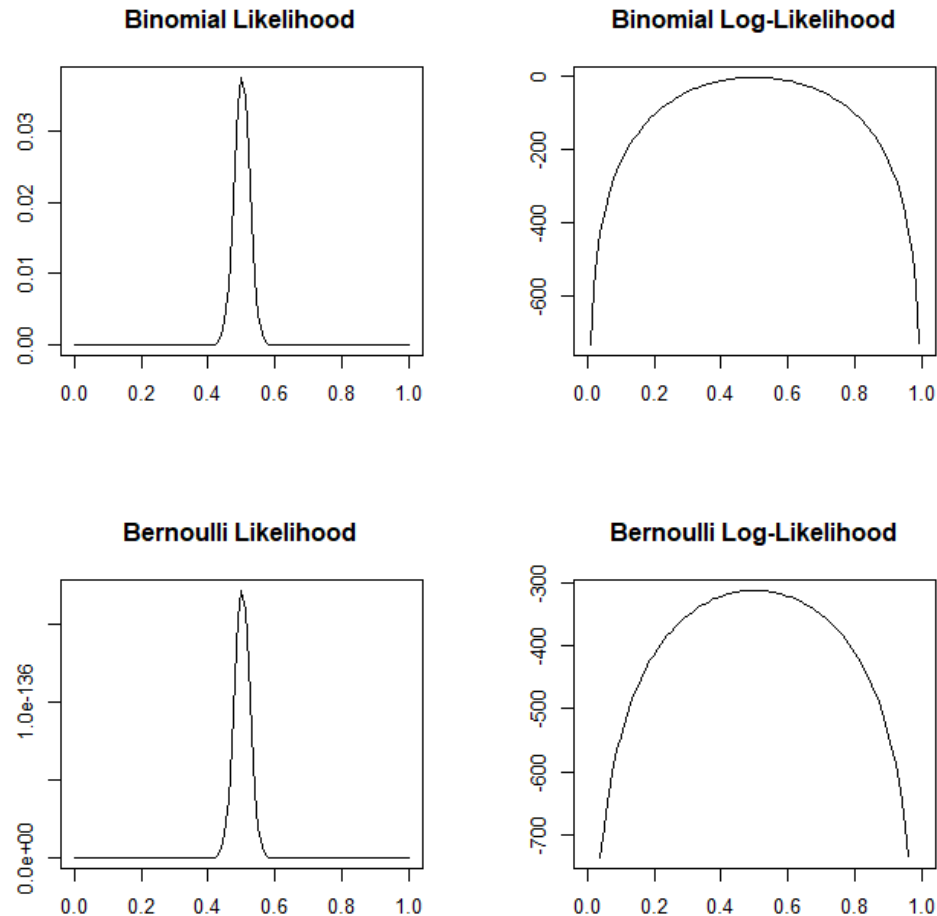 Binomial Likelihood
0.03
0.02
0.01
0.00
0.0 0.2 0.4 0.6 0.8 1.0
Binomial Log-Likelihood
0
-200
-400
-600
0.0 0.2 0.4 0.6 0.8 1.0
Bernoulli Likelihood
1.0e-136
0.0e+00
0.0 0.2 0.4 0.6 0.8 1.0
Bernoulli Log-Likelihood
-300
-400
-500
-600
-700
0.0 0.2 0.4 0.6 0.8 1.0